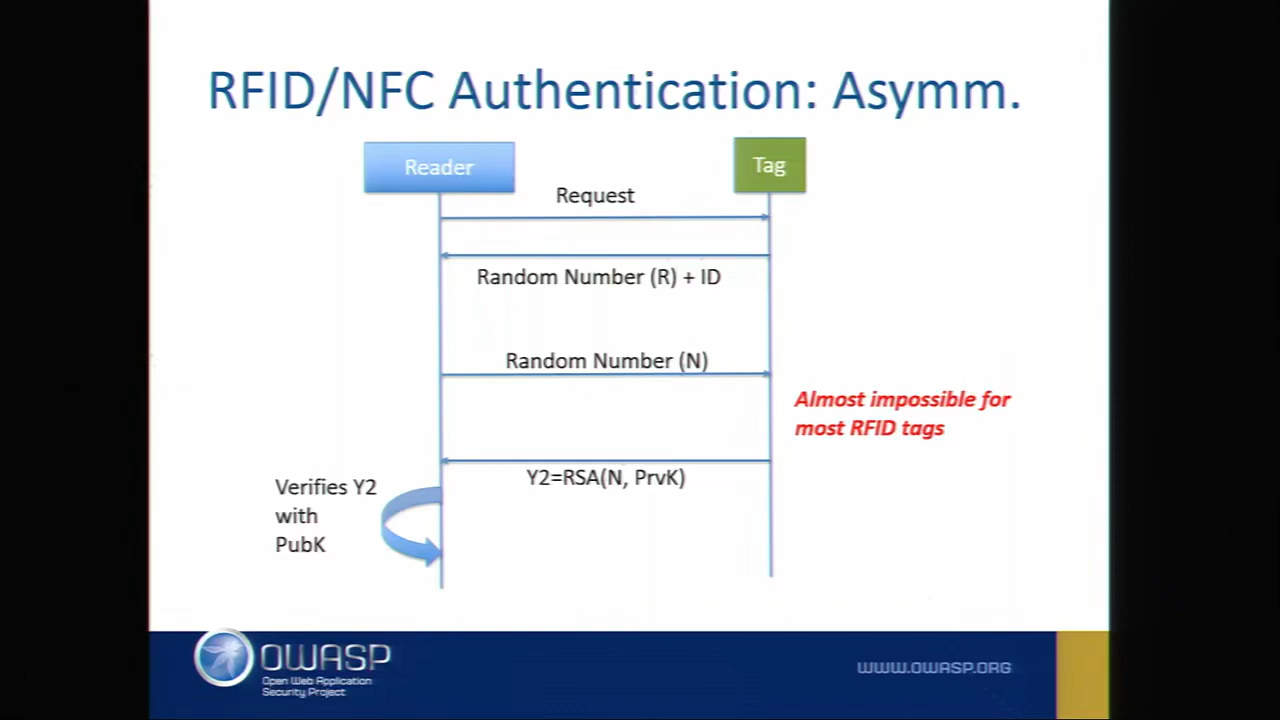 RFID/NFC Authentication: Asymm.
Reader
Tag
Request
Random Number (R) + ID
Random Number (N)
Almost impossible for
most RFID tags
Y2=RSA(N, PrvK)
Verifies Y2
with
PubK
OWASP
Open Web Application
Security Project
WWW.OWASP.ORG